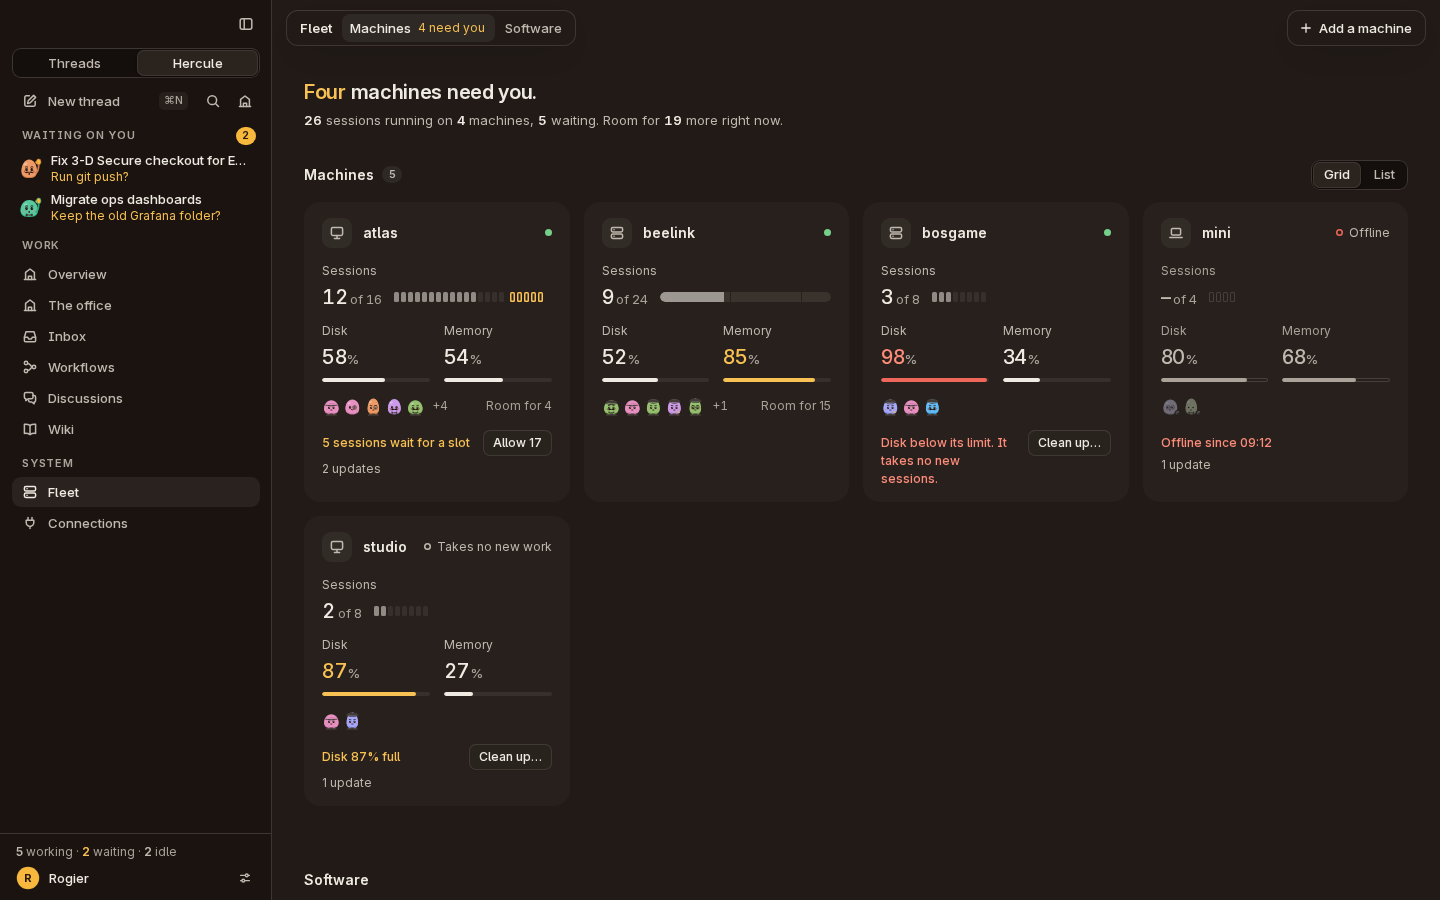 Threads
Hercule
New thread
⌘N
WAITING ON YOU
2
Fix 3-D Secure checkout for E…
Run git push?
Migrate ops dashboards
Keep the old Grafana folder?
WORK
Overview
The office
Inbox
Workflows
Discussions
Wiki
SYSTEM
Fleet
Connections
5 working · 2 waiting · 2 idle
R
Rogier
Fleet
Machines 4 need you
Software
+ Add a machine
Four machines need you.
26 sessions running on 4 machines, 5 waiting. Room for 19 more right now.
Machines 5
Grid
List
atlas
Sessions
12 of 16
Disk
Memory
58%
54%
+4
Room for 4
5 sessions wait for a slot
Allow 17
2 updates
beelink
Sessions
9 of 24
Disk
Memory
52%
85%
+1
Room for 15
bosgame
Sessions
3 of 8
Disk
Memory
98%
34%
Disk below its limit. It
takes no new
sessions.
Clean up…
mini
Offline
Sessions
– of 4
Disk
Memory
80%
68%
Offline since 09:12
1 update
studio
Takes no new work
Sessions
2 of 8
Disk
Memory
87%
27%
Disk 87% full
Clean up…
1 update
Software